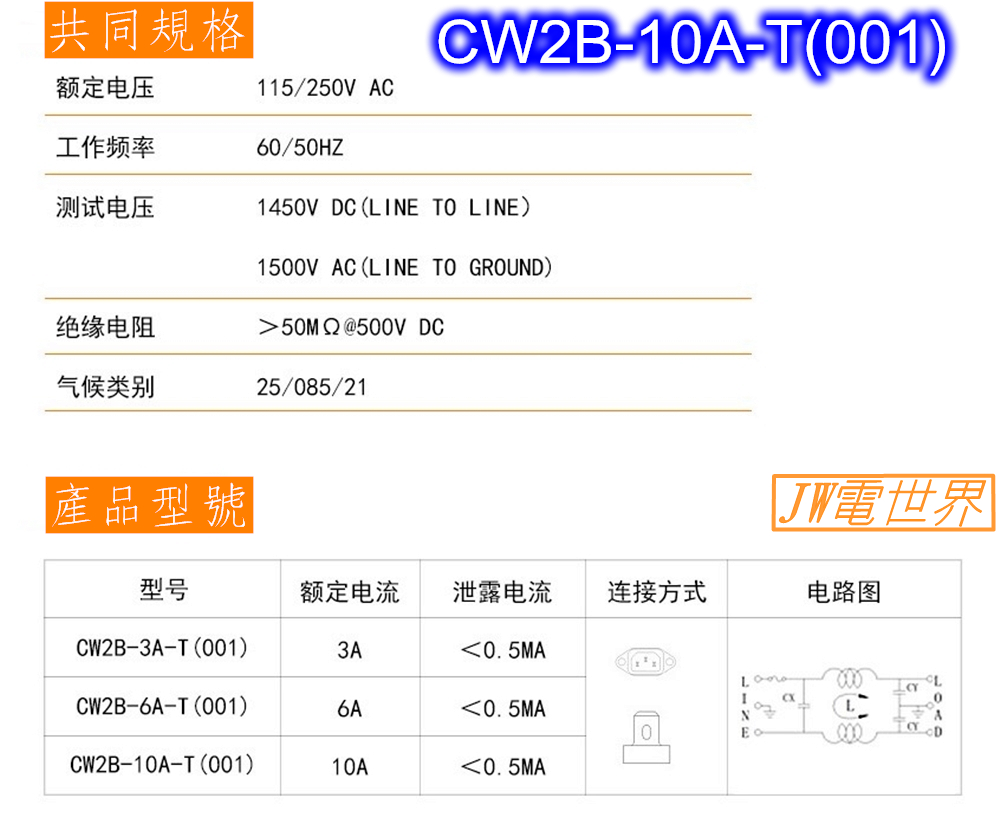 共同規格
CW2B-10A-T(001)
额定电压 115/250V AC
工作频率 60/50HZ
测试电压 1450V DC(LINE TO LINE)
1500V AC(LINE TO GROUND)
绝缘电阻 >50MΩ@500V DC
气候类别 25/085/21
產品型號
JW電世界
型号 额定电流 泄露电流 连接方式 电路图
CW2B-3A-T(001) 3A <0.5MA
CW2B-6A-T(001) 6A <0.5MA
CW2B-10A-T(001) 10A <0.5MA
LINE
CX
L
CY
CY
LOAD